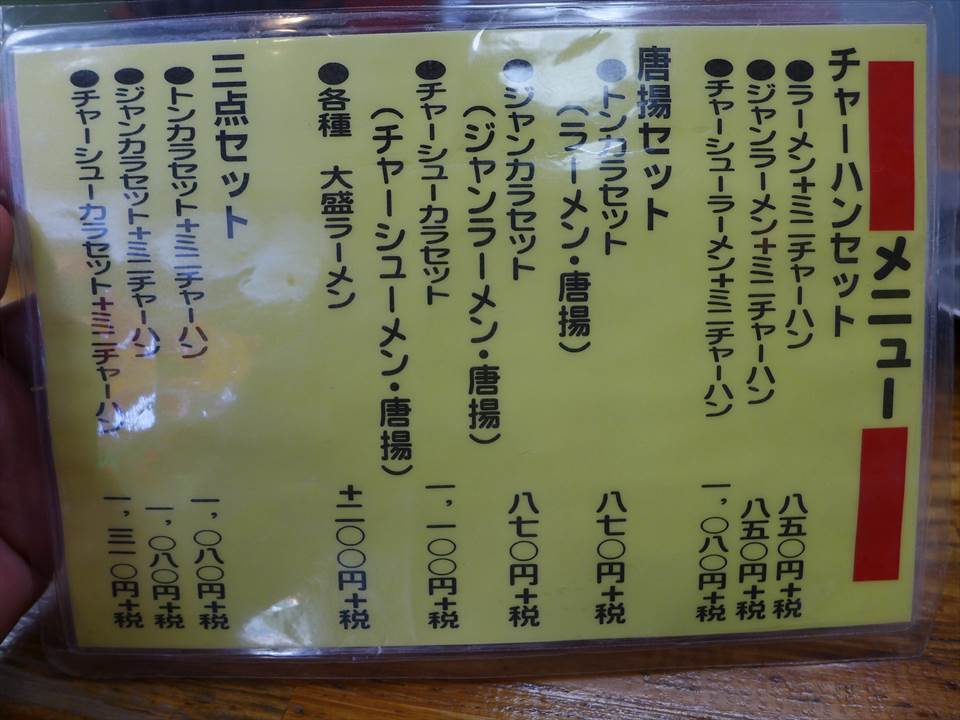 メニュー
チャーハンセット
●ラーメン+ミニチャーハン 八五〇円+税
●ジャンラーメン+ミニチャーハン 八五〇円+税
●チャーシューラーメン+ミニチャーハン 一,〇八〇円+税
唐揚セット
●トンカラセット
(ラーメン・唐揚) 八七〇円+税
●ジャンカラセット
(ジャンラーメン・唐揚) 八七〇円+税
●チャーシューカラセット
(チャーシューメン・唐揚) 一,一〇〇円+税
●各種 大盛ラーメン +二〇〇円+税
三点セット
●トンカラセット+ミニチャーハン 一,〇八〇円+税
●ジャンカラセット+ミニチャーハン 一,〇八〇円+税
●チャーシューカラセット+ミニチャーハン 一,三一〇円+税